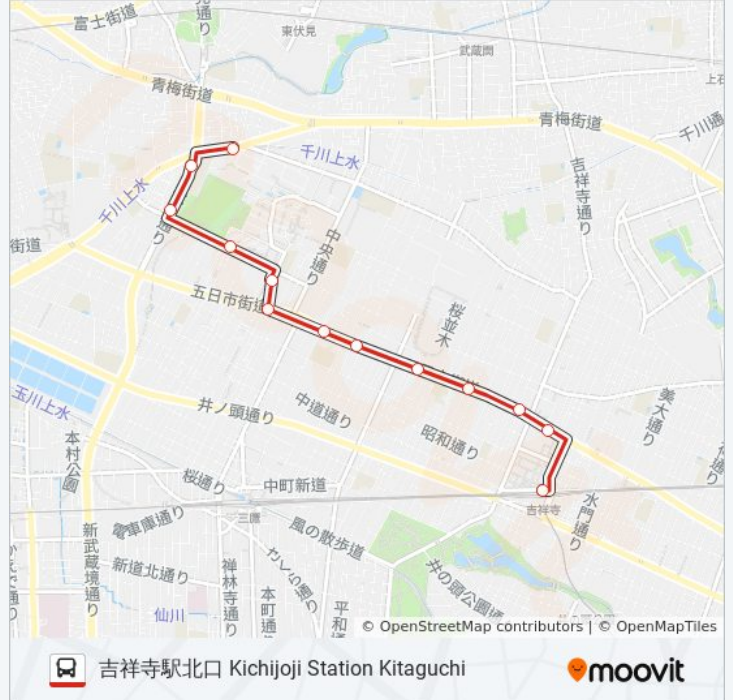 富士街道
東伏見
武蔵関
青梅街道
青梅街道
千川上水
吉祥寺通り
千川上水
中央通り
街道
五日市街道
桜並木
玉川上水
井ノ頭通り
中道通り
昭和通り
美大通り
本村公園
桜通り
中町新道
三鷹
吉祥寺
水門通り
電車庫通り
風の散歩道
新武蔵境通り
新道北通り
禅林寺通り
わくら通り
井の頭公園通
仙川
本町通
平和通
© OpenStreetMap contributors | © OpenMapTiles
吉祥寺駅北口 Kichijoji Station Kitaguchi
moovit